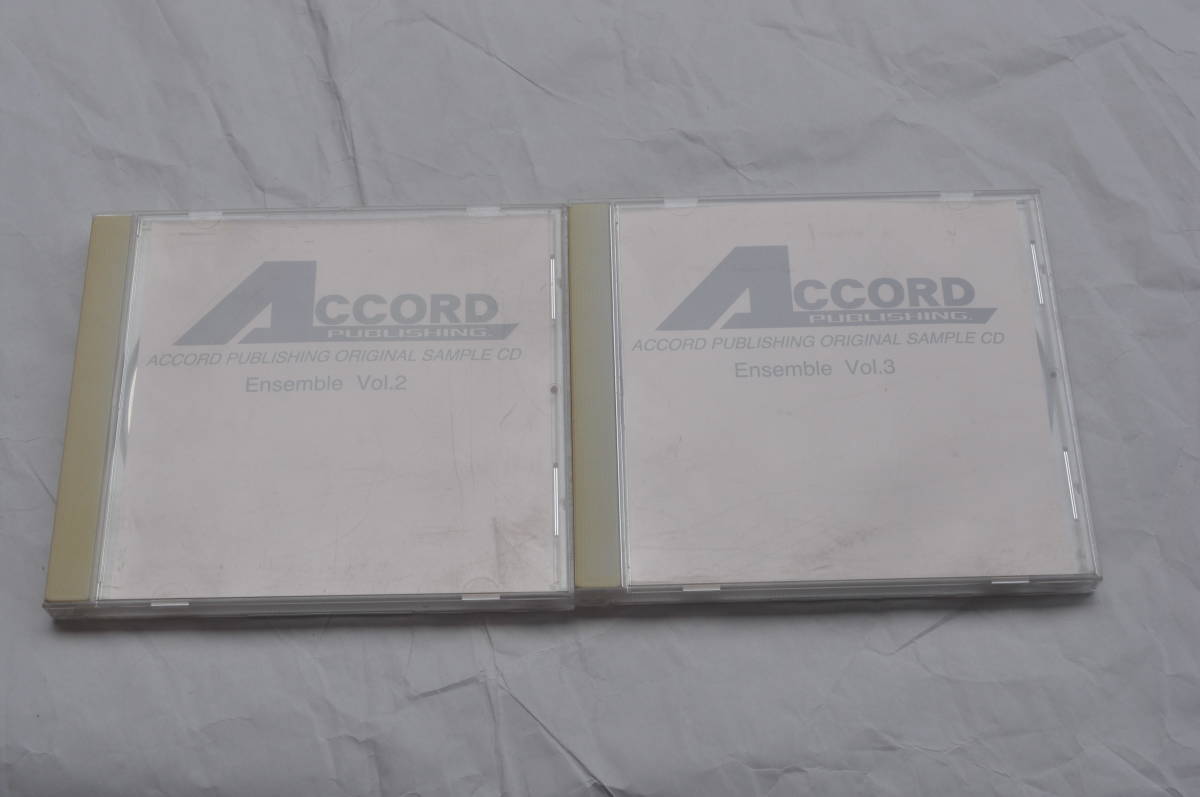 ACCORD
PUBLISHING.
ACCORD PUBLISHING ORIGINAL SAMPLE CD
Ensemble Vol.2
ACCORD
PUBLISHING.
ACCORD PUBLISHING ORIGINAL SAMPLE CD
Ensemble Vol.3